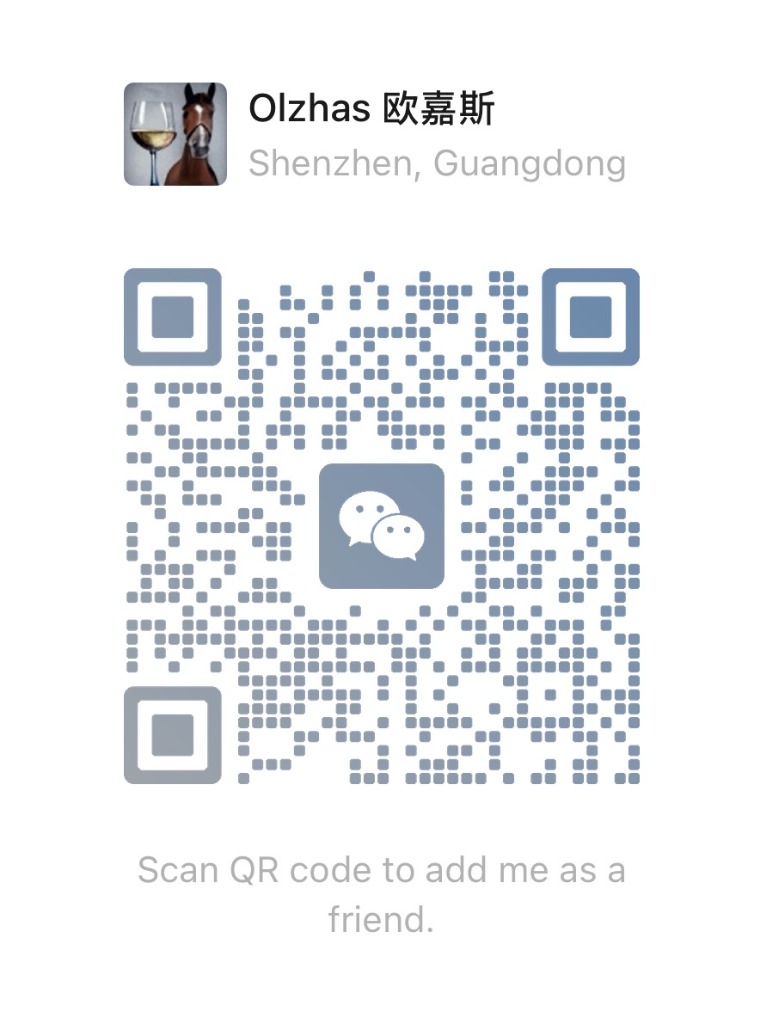 Olzhas 欧嘉斯
Shenzhen, Guangdong
Scan QR code to add me as a
friend.